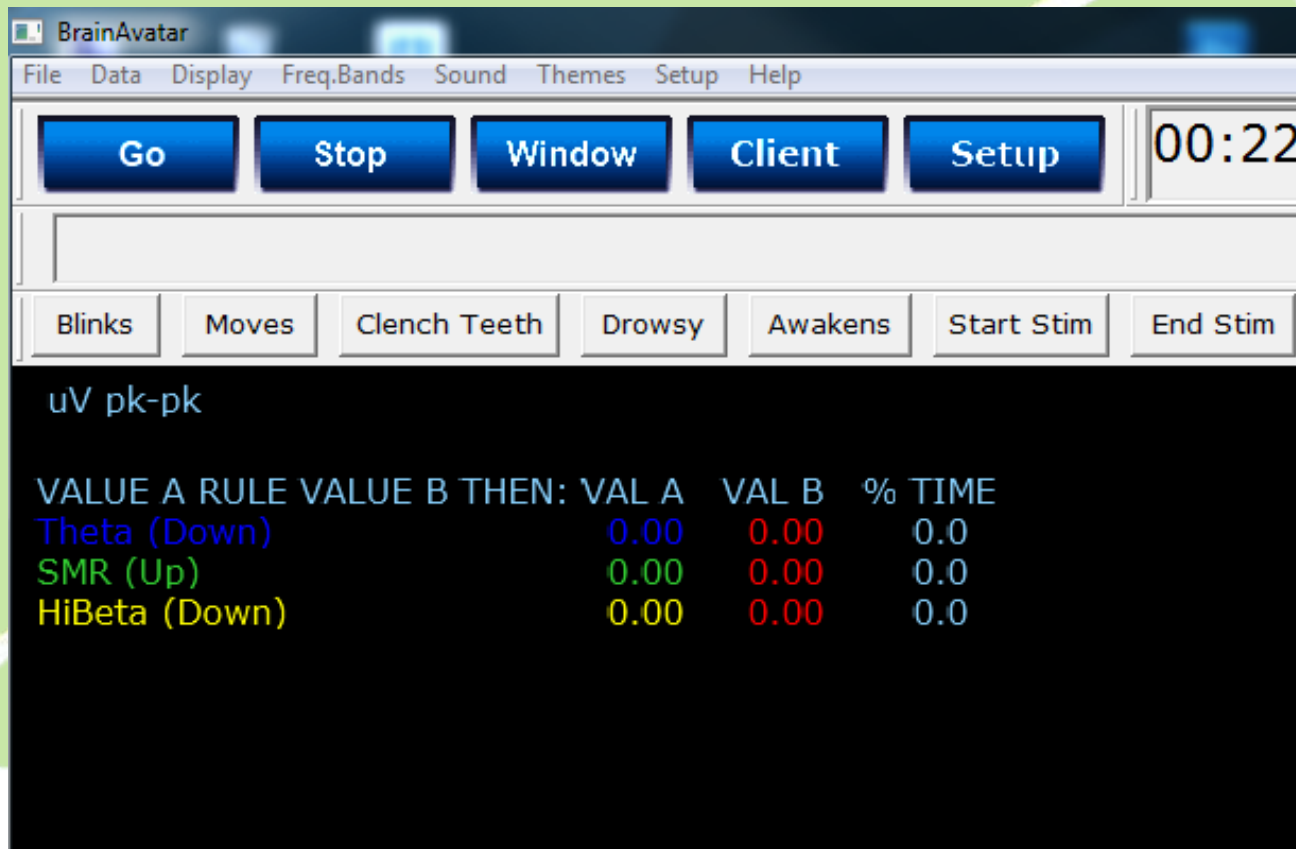 BrainAvatar
File Data Display Freq.Bands Sound Themes Setup Help
Go Stop Window Client Setup 00:22
Blinks Moves Clench Teeth Drowsy Awakens Start Stim End Stim
uV pk-pk
VALUE A RULE VALUE B THEN: VAL A VAL B % TIME
Theta (Down) 0.00 0.00 0.0
SMR (Up) 0.00 0.00 0.0
HiBeta (Down) 0.00 0.00 0.0